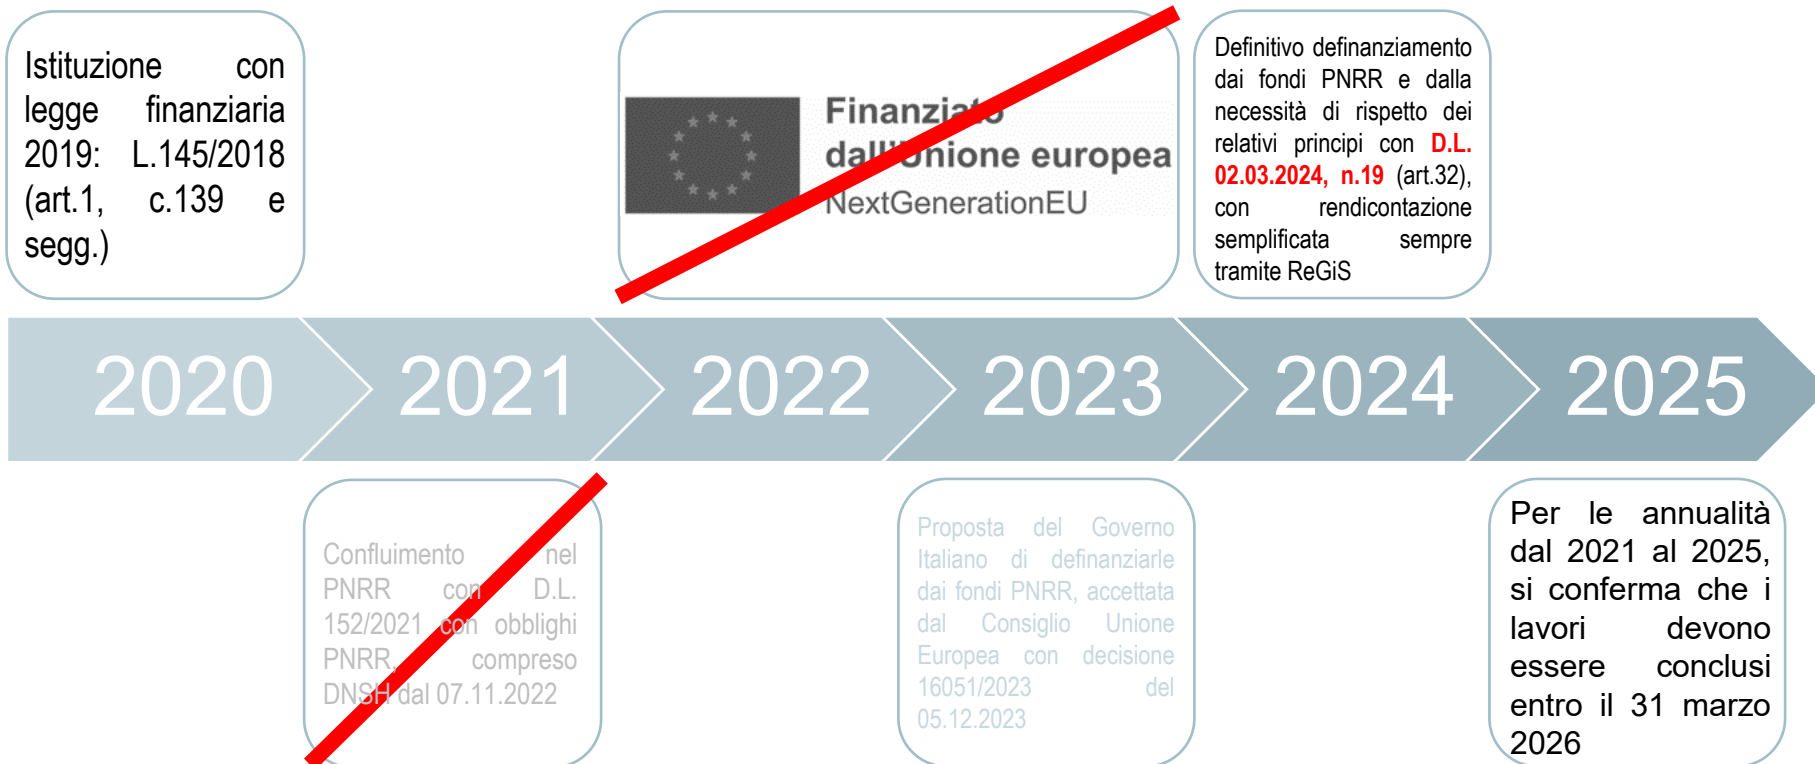 Istituzione con
legge finanziaria
2019: L.145/2018
(art.1, c.139 e
segg.)
Finanziato
dall'Unione europea
NextGenerationEU
Definitivo definanziamento
dai fondi PNRR e dalla
necessità di rispetto dei
relativi principi con D.L.
02.03.2024, n.19 (art.32),
con rendicontazione
semplificata sempre
tramite ReGiS
2020
2021
2022
2023
2024
2025
Confluimento nel
PNRR con D.L.
152/2021 con obblighi
PNRR, compreso
DNSH dal 07.11.2022
Proposta del Governo
Italiano di definanziarle
dai fondi PNRR, accettata
dal Consiglio Unione
Europea con decisione
16051/2023 del
05.12.2023
Per le annualità
dal 2021 al 2025,
si conferma che i
lavori devono
essere conclusi
entro il 31 marzo
2026